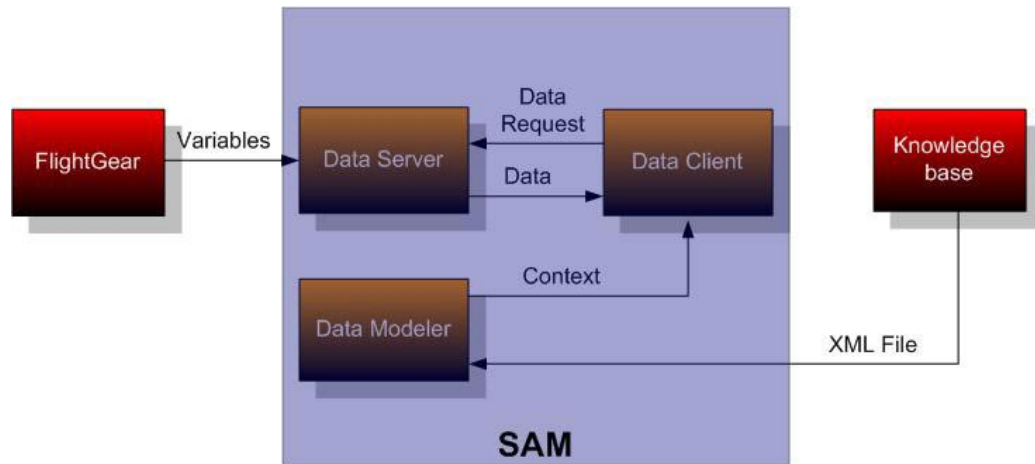 Data
Request
FlightGear
Variables
Data Server
Data Client
Knowledge
base
Data
Context
Data Modeler
XML File
SAM